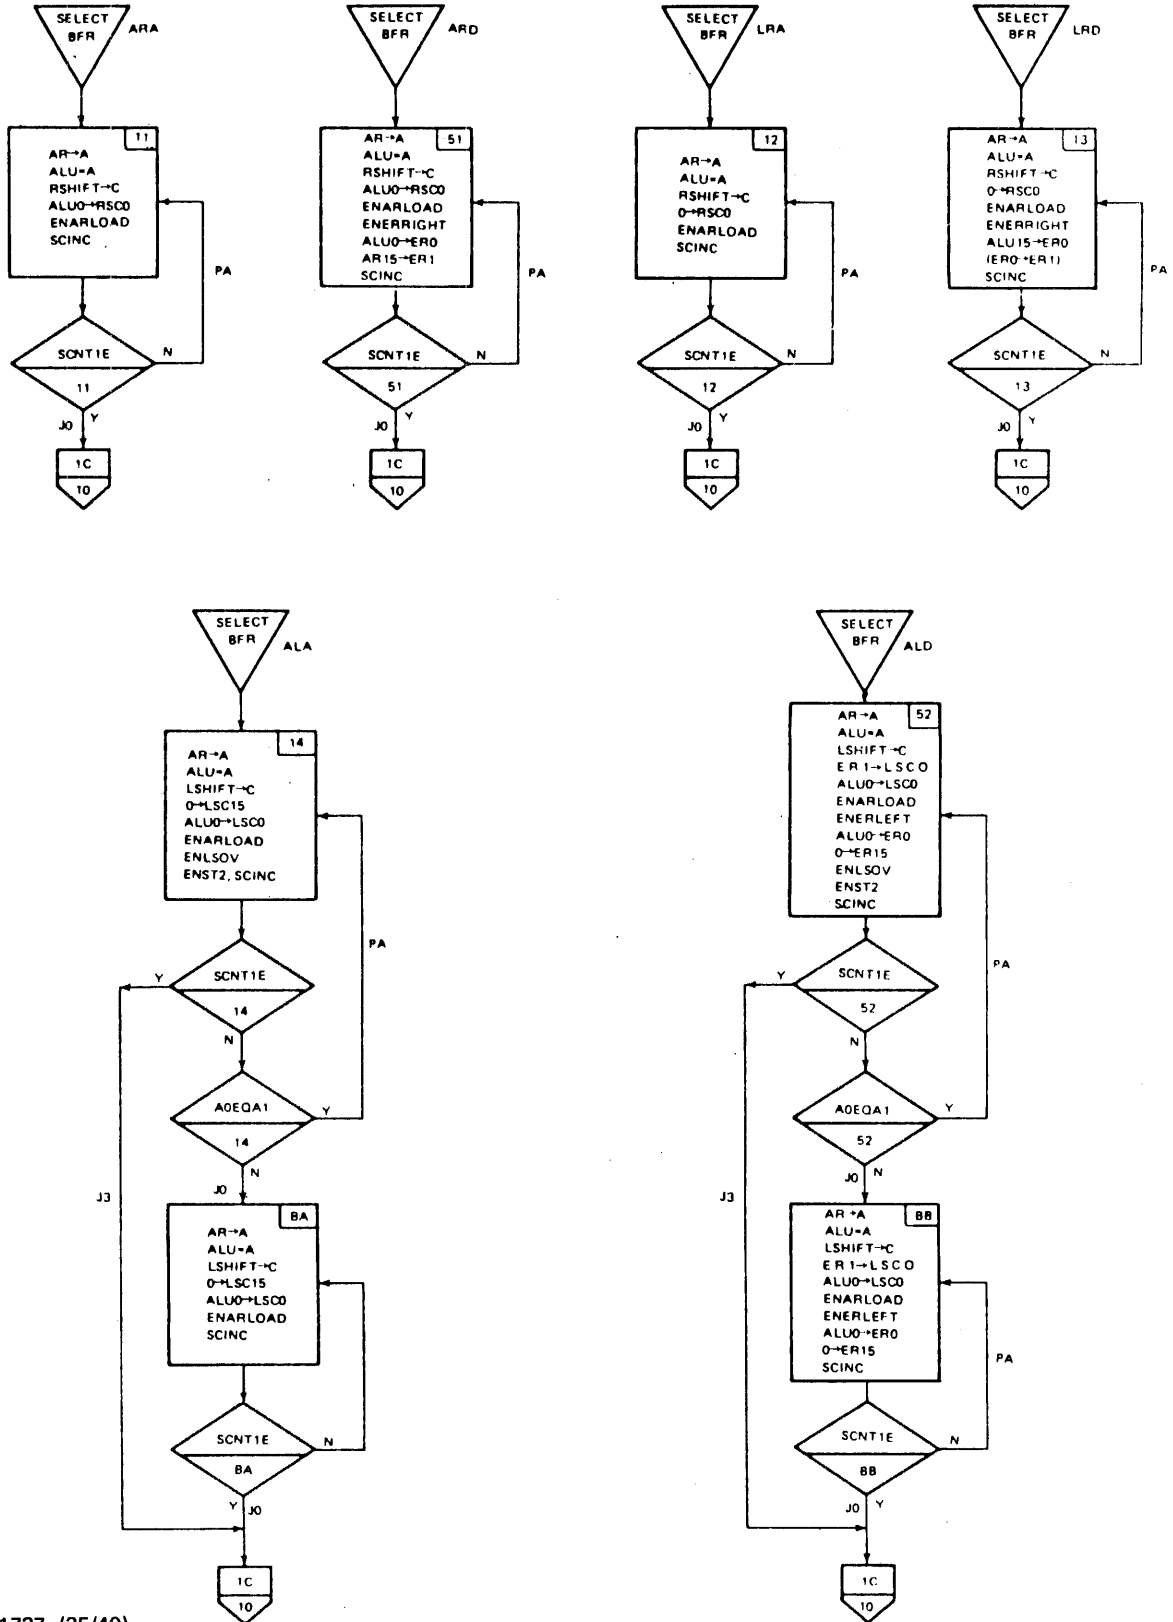 SELECT
BFR
ARA
11
AR→A
ALU=A
RSHIFT→C
ALU0→RSC0
ENARLOAD
SCINC
PA
SCNT1E
N
11
J0 Y
1C
10
SELECT
BFR
ARD
51
AR→A
ALU=A
RSHIFT→C
ALU0→RSC0
ENARLOAD
ENERRIGHT
ALU0→ER0
AR15→ER1
SCINC
PA
SCNT1E
N
51
J0 Y
1C
10
SELECT
BFR
LRA
12
AR→A
ALU=A
RSHIFT→C
0→RSC0
ENARLOAD
SCINC
PA
SCNT1E
N
12
J0 Y
1C
10
SELECT
BFR
LRD
13
AR→A
ALU=A
RSHIFT→C
0→RSC0
ENARLOAD
ENERRIGHT
ALU15→ER0
(ER0→ER1)
SCINC
PA
SCNT1E
N
13
J0 Y
1C
10
SELECT
BFR
ALA
14
AR→A
ALU=A
LSHIFT→C
0→LSC15
ALU0→LSC0
ENARLOAD
ENLSOV
ENST2, SCINC
PA
Y
SCNT1E
14
N
A0EQA1
Y
14
N
J0
J3
BA
AR→A
ALU=A
LSHIFT→C
0→LSC15
ALU0→LSC0
ENARLOAD
SCINC
SCNT1E
N
BA
Y J0
1C
10
SELECT
BFR
ALD
52
AR→A
ALU=A
LSHIFT→C
ER1→LSCO
ALU0→LSC0
ENARLOAD
ENERLEFT
ALU0→ER0
0→ER15
ENLSOV
ENST2
SCINC
PA
Y
SCNT1E
52
N
A0EQA1
Y
52
J0 N
J3
BB
AR→A
ALU=A
LSHIFT→C
ER1→LSCO
ALU0→LSC0
ENARLOAD
ENERLEFT
ALU0→ER0
0→ER15
SCINC
PA
SCNT1E
N
BB
J0 Y
1C
10